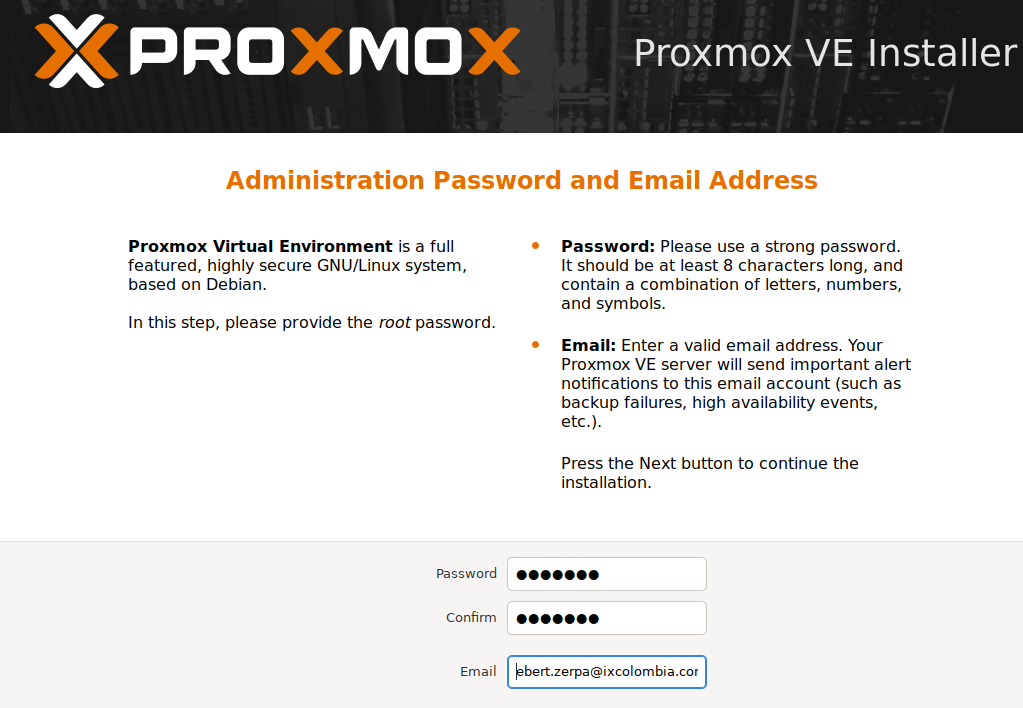 PROXMOX
Proxmox VE Installer
Administration Password and Email Address
Proxmox Virtual Environment is a full
featured, highly secure GNU/Linux system,
based on Debian.
In this step, please provide the root password.
Password: Please use a strong password.
It should be at least 8 characters long, and
contain a combination of letters, numbers,
and symbols.
Email: Enter a valid email address. Your
Proxmox VE server will send important alert
notifications to this email account (such as
backup failures, high availability events,
etc.).
Press the Next button to continue the
installation.
Password ●●●●●●●
Confirm ●●●●●●●
Email ebert.zerpa@ixcolombia.com